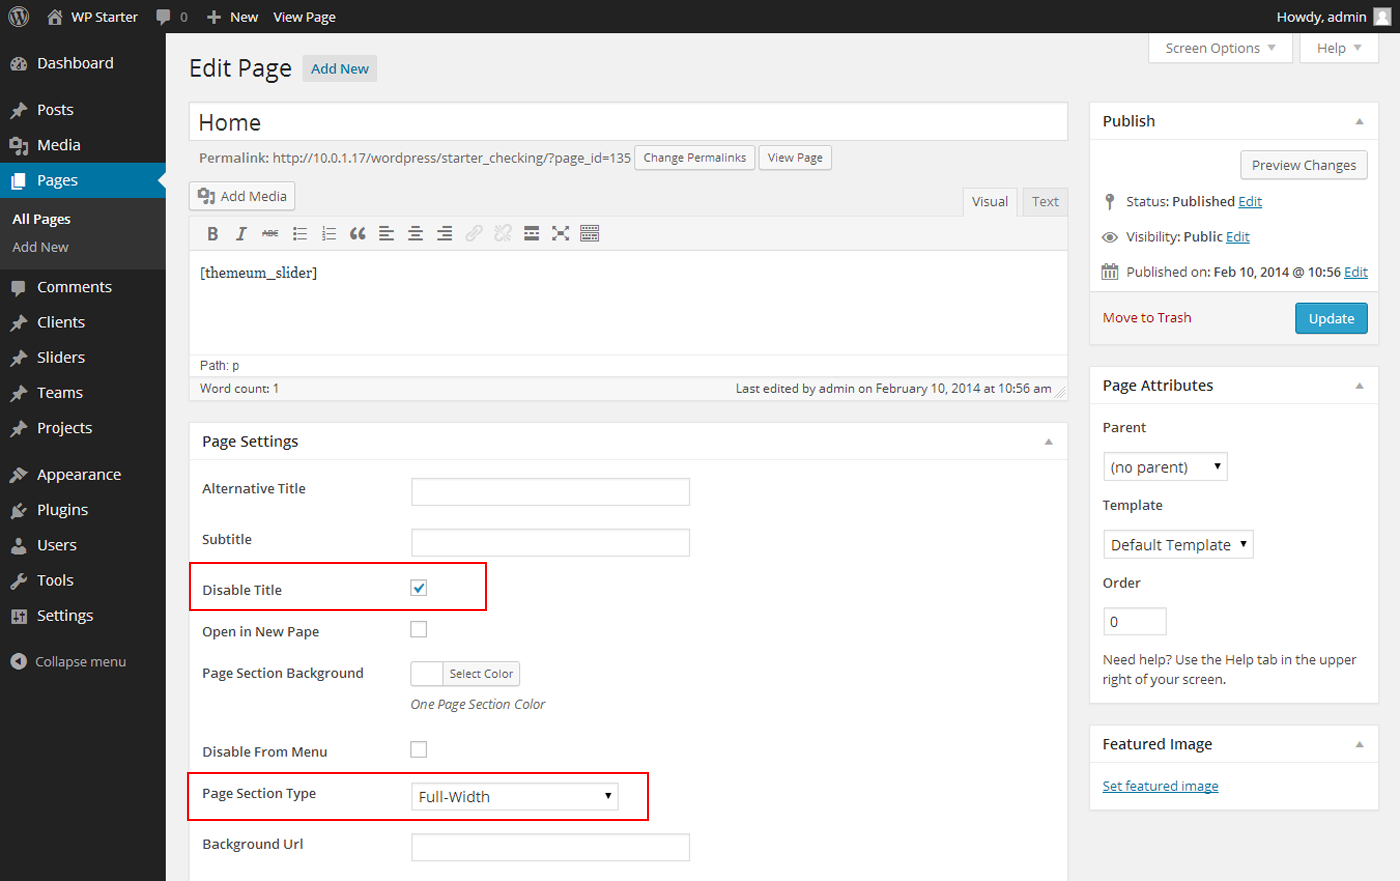 WP Starter 0 New View Page Howdy, admin
Screen Options Help
Dashboard
Posts
Media
Pages
All Pages
Add New
Comments
Clients
Sliders
Teams
Projects
Appearance
Plugins
Users
Tools
Settings
Collapse menu
Edit Page Add New
Home
Permalink: http://10.0.1.17/wordpress/starter_checking/?page_id=135 Change Permalinks View Page
Add Media Visual Text
B I ABC
[themeum_slider]
Path: p
Word count: 1 Last edited by admin on February 10, 2014 at 10:56 am
Page Settings
Alternative Title
Subtitle
Disable Title
Open in New Pape
Page Section Background Select Color
One Page Section Color
Disable From Menu
Page Section Type Full-Width
Background Url
Publish
Preview Changes
Status: Published Edit
Visibility: Public Edit
Published on: Feb 10, 2014 @ 10:56 Edit
Move to Trash Update
Page Attributes
Parent
(no parent)
Template
Default Template
Order
0
Need help? Use the Help tab in the upper
right of your screen.
Featured Image
Set featured image